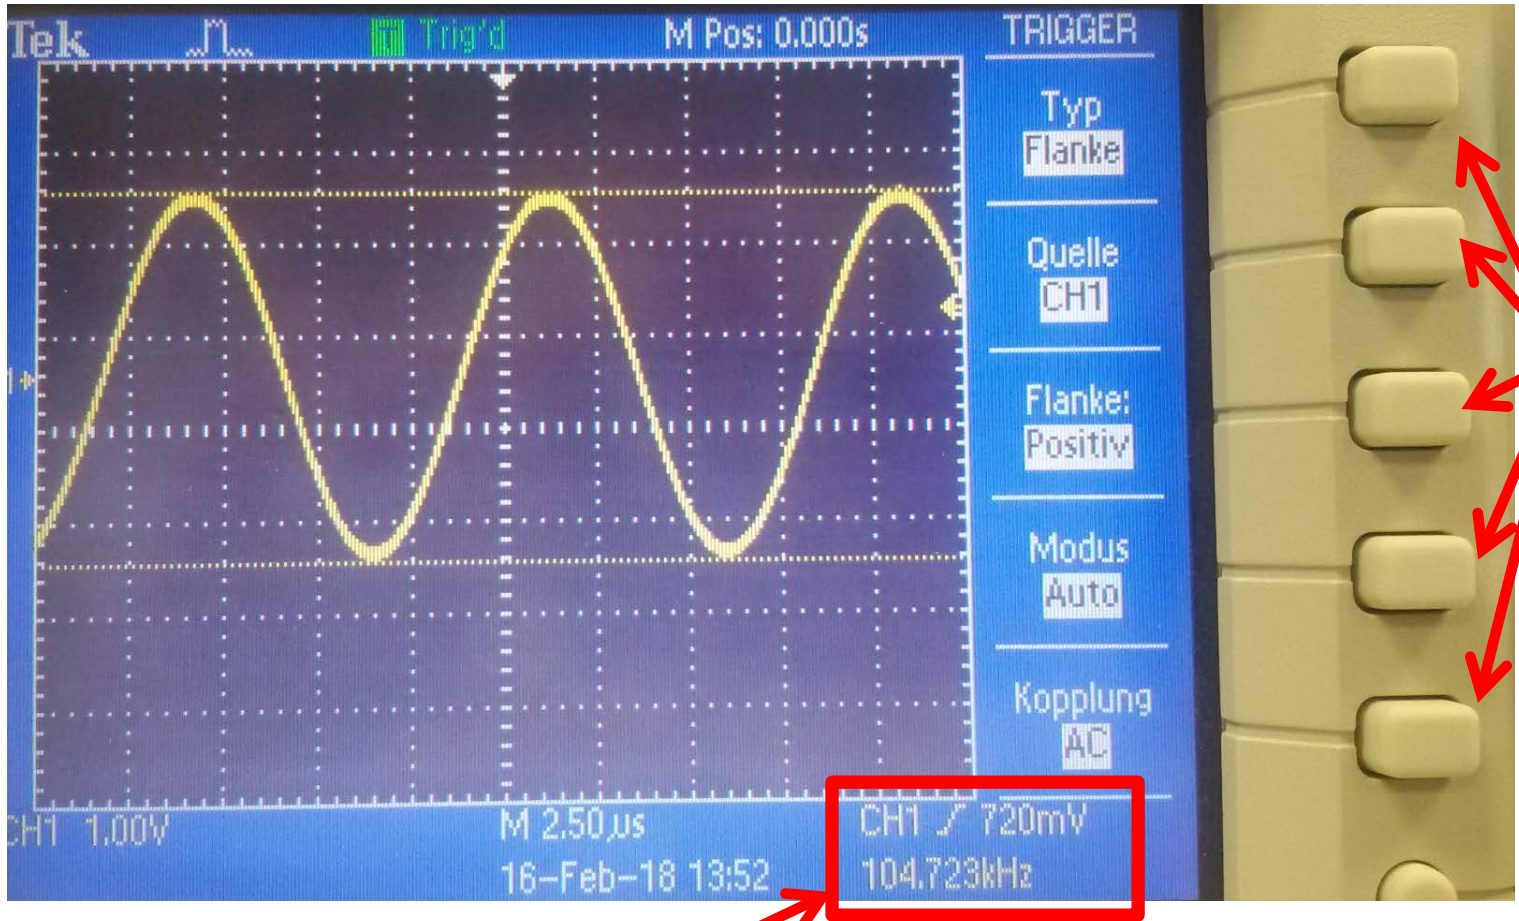 Tek T Trig'd M Pos: 0.000s TRIGGER
Typ
Flanke
Quelle
CH1
1
Flanke:
Positiv
Modus
Auto
Kopplung
AC
CH1 1.00V M 2.50µs CH1 720mV
16-Feb-18 13:52 104.723kHz